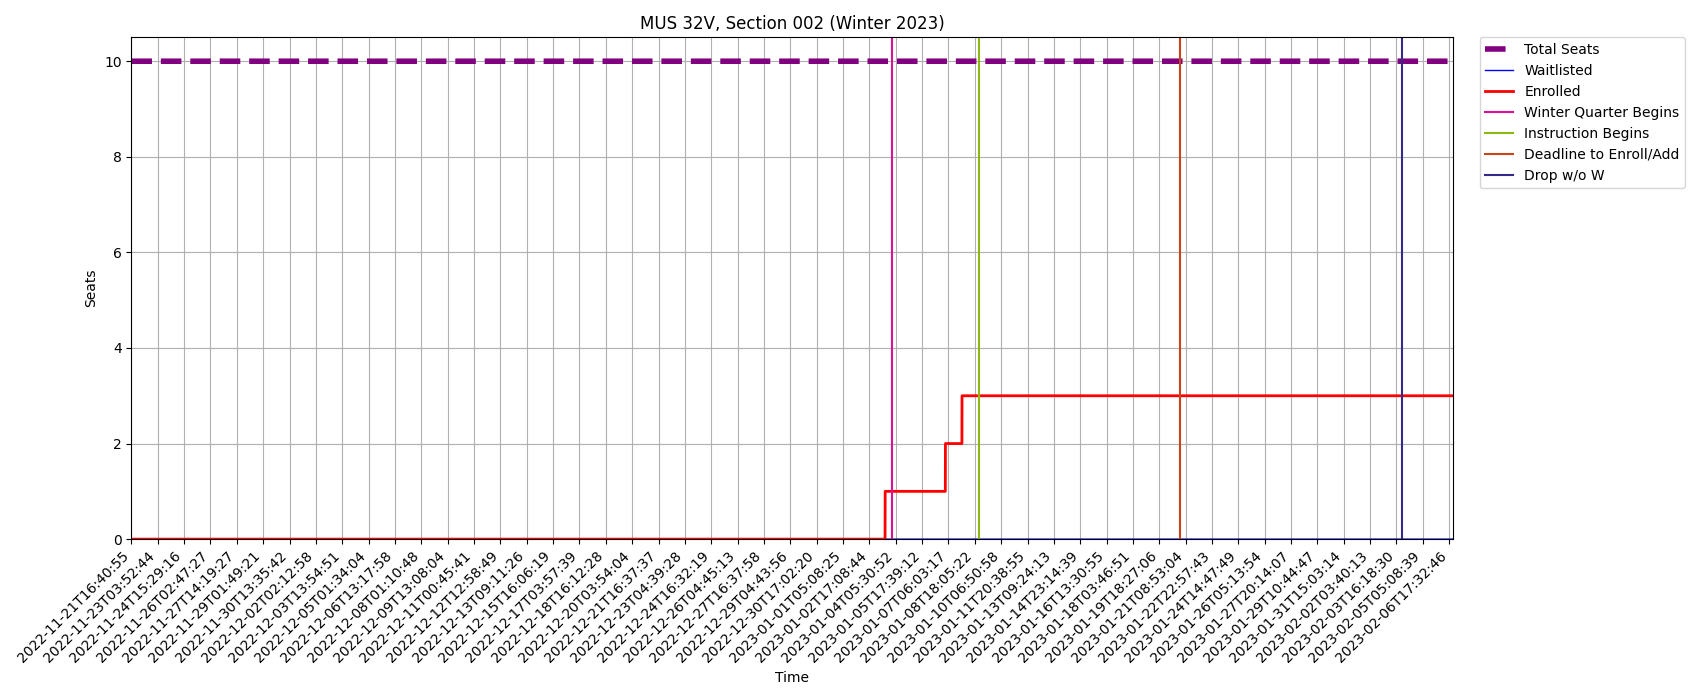 MUS 32V, Section 002 (Winter 2023)
10
8
6
4
2
0
Seats
2022-11-21T16:40:55
2022-11-23T03:52:44
2022-11-24T15:29:16
2022-11-26T02:47:27
2022-11-27T14:19:27
2022-11-29T01:49:21
2022-11-30T13:35:42
2022-12-02T02:12:58
2022-12-03T13:54:51
2022-12-05T01:34:04
2022-12-06T13:17:58
2022-12-08T01:10:48
2022-12-09T13:08:04
2022-12-11T00:45:41
2022-12-12T12:58:49
2022-12-13T09:11:26
2022-12-15T16:06:19
2022-12-17T03:57:39
2022-12-18T16:12:28
2022-12-20T03:54:04
2022-12-21T16:37:37
2022-12-23T04:39:28
2022-12-24T16:32:19
2022-12-26T04:45:13
2022-12-27T16:37:58
2022-12-29T04:43:56
2022-12-30T17:02:20
2023-01-01T05:08:25
2023-01-02T17:08:44
2023-01-04T05:30:52
2023-01-05T17:39:12
2023-01-07T06:03:17
2023-01-08T18:05:22
2023-01-10T06:50:58
2023-01-11T20:38:55
2023-01-13T09:24:13
2023-01-14T23:14:39
2023-01-16T13:30:55
2023-01-18T03:46:51
2023-01-19T18:27:06
2023-01-21T08:53:04
2023-01-22T22:57:43
2023-01-24T14:47:49
2023-01-26T05:13:54
2023-01-27T20:14:07
2023-01-29T10:44:47
2023-01-31T15:03:14
2023-02-02T03:40:13
2023-02-03T16:18:30
2023-02-05T05:08:39
2023-02-06T17:32:46
Time
Total Seats
Waitlisted
Enrolled
Winter Quarter Begins
Instruction Begins
Deadline to Enroll/Add
Drop w/o W